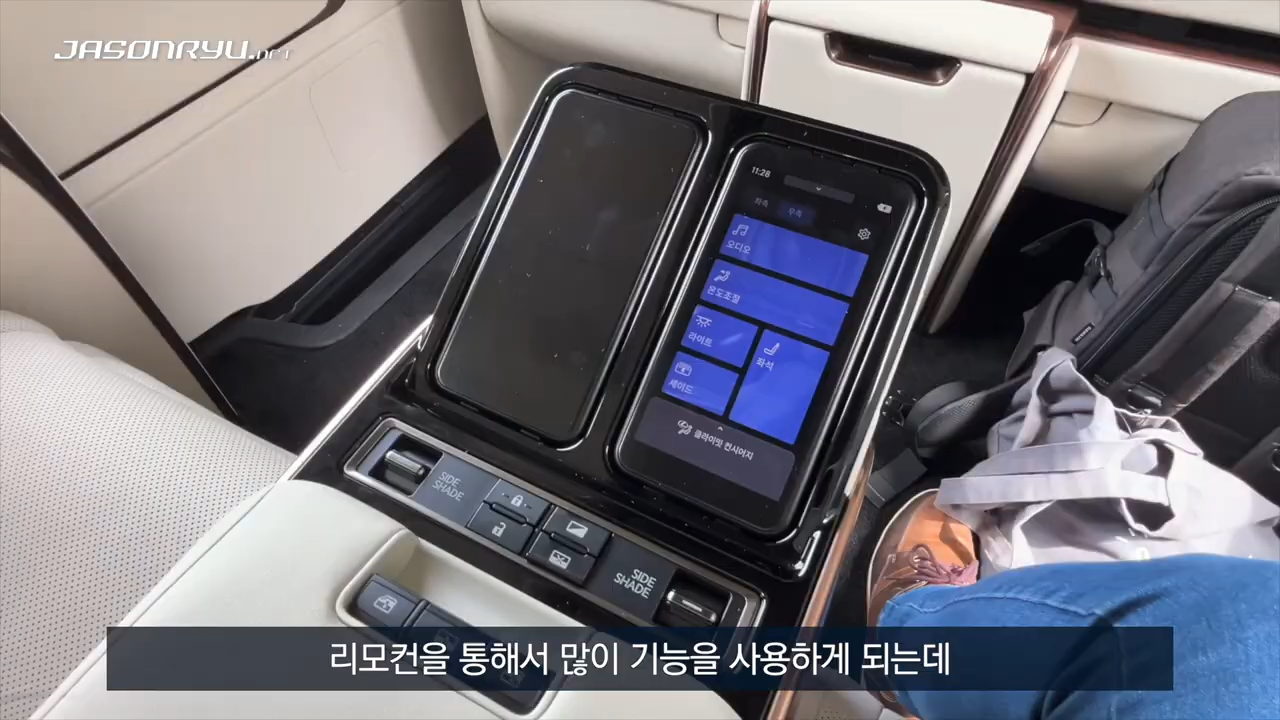 JASONRYU.NET
11:28
좌측 우측
오디오
온도조절
라이트
좌석
쉐이드
클라이밋 컨시어지
SIDE
SHADE
SIDE
SHADE
리모컨을 통해서 많이 기능을 사용하게 되는데